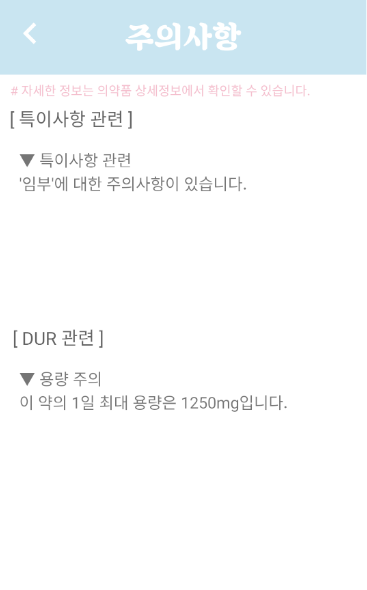 주의사항
# 자세한 정보는 의약품 상세정보에서 확인할 수 있습니다.
[ 특이사항 관련 ]
▼ 특이사항 관련
'임부'에 대한 주의사항이 있습니다.
[ DUR 관련 ]
▼ 용량 주의
이 약의 1일 최대 용량은 1250mg입니다.